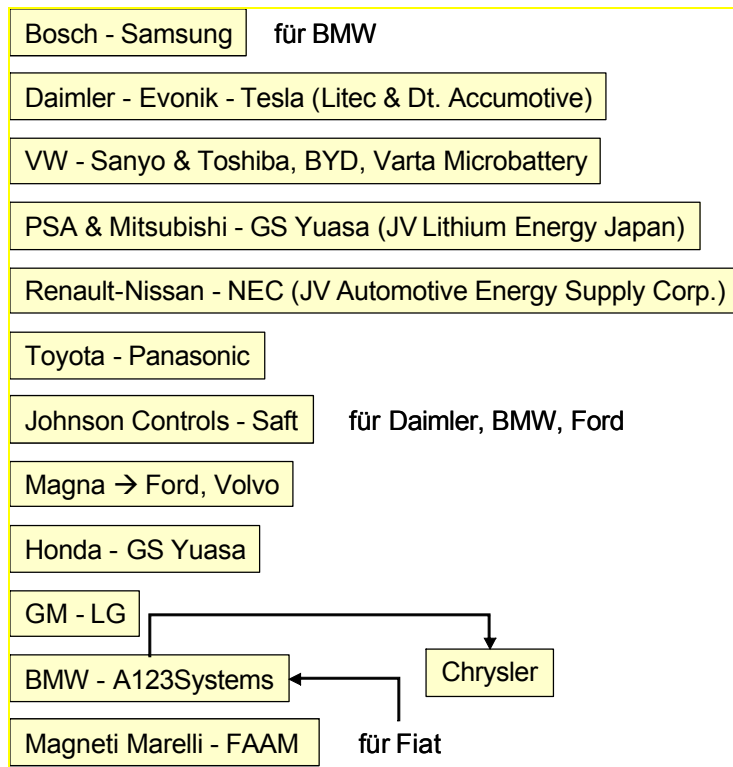 Bosch - Samsung für BMW
Daimler - Evonik - Tesla (Litec & Dt. Accumotive)
VW - Sanyo & Toshiba, BYD, Varta Microbattery
PSA & Mitsubishi - GS Yuasa (JV Lithium Energy Japan)
Renault-Nissan - NEC (JV Automotive Energy Supply Corp.)
Toyota - Panasonic
Johnson Controls - Saft für Daimler, BMW, Ford
Magna → Ford, Volvo
Honda - GS Yuasa
GM - LG
BMW - A123Systems Chrysler
Magneti Marelli - FAAM für Fiat